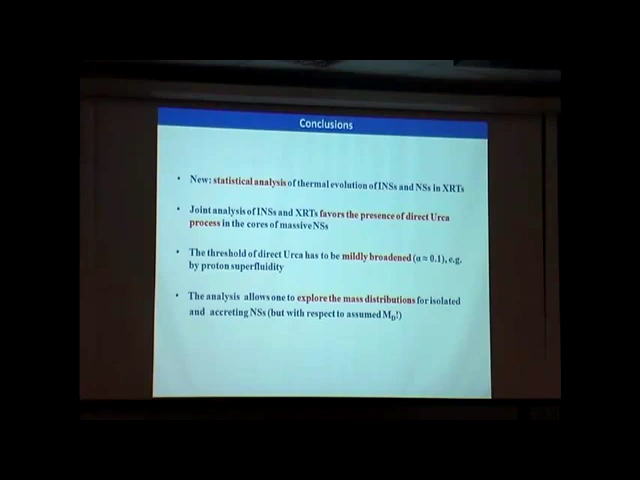 Conclusions
• New: statistical analysis of thermal evolution of INSs and NSs in XRTs
• Joint analysis of INSs and XRTs favors the presence of direct Urca
process in the cores of massive NSs
• The threshold of direct Urca has to be mildly broadened (α ≈ 0.1), e.g.
by proton superfluidity
• The analysis allows one to explore the mass distributions for isolated
and accreting NSs (but with respect to assumed M_D!)